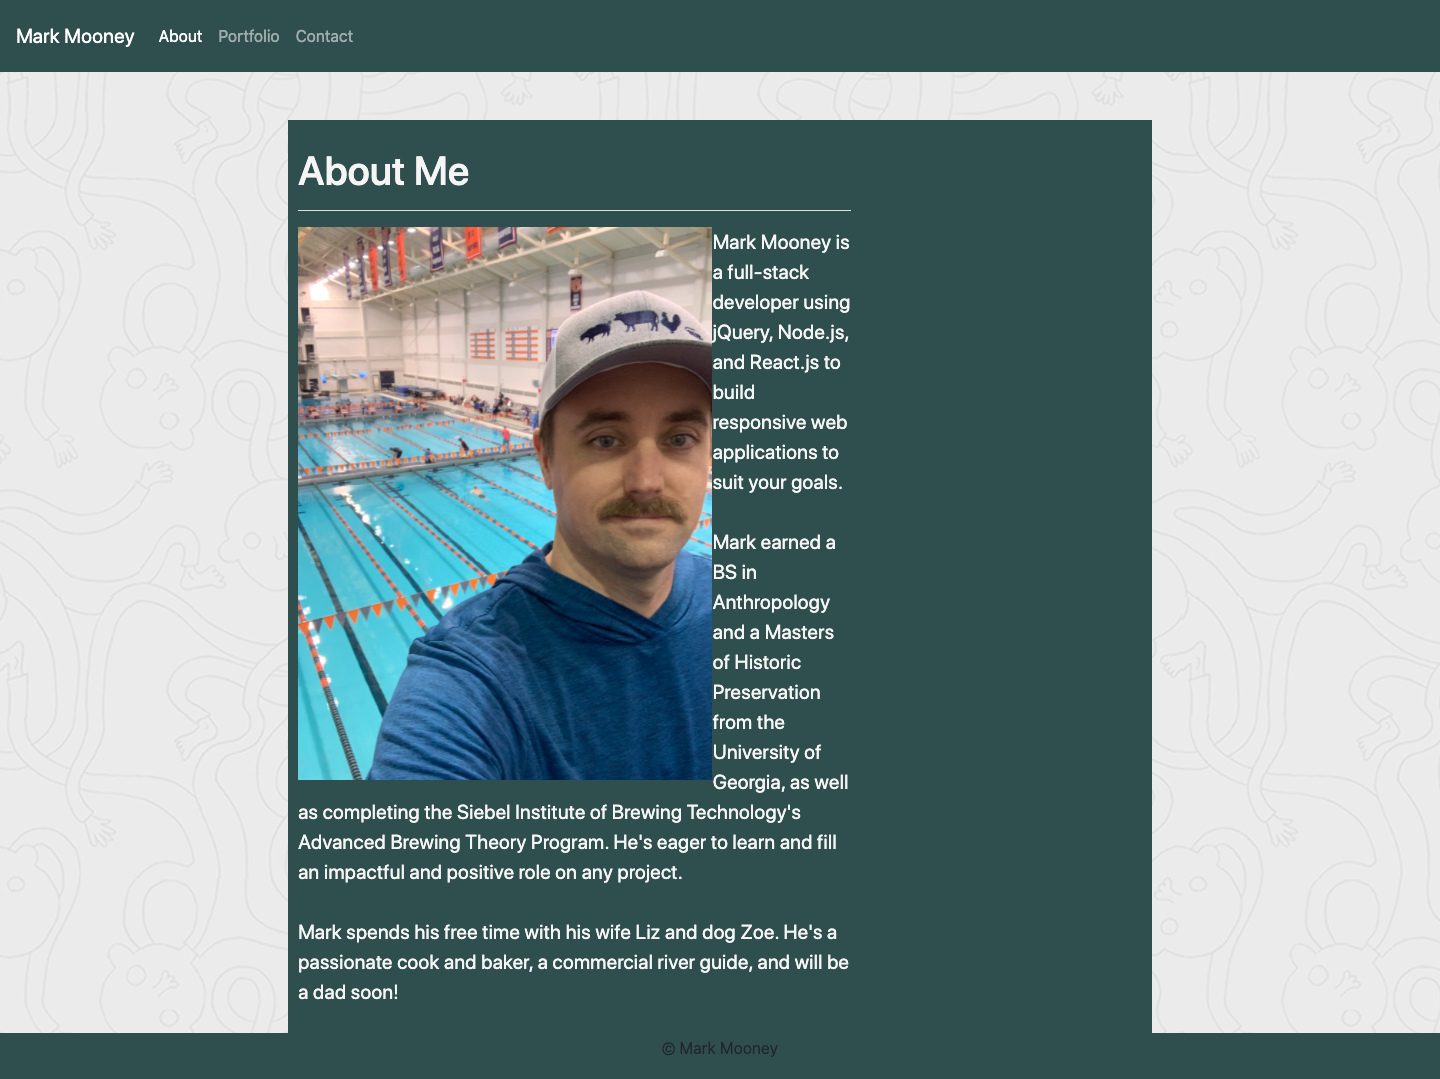 Mark Mooney About Portfolio Contact
About Me
Mark Mooney is
a full-stack
developer using
jQuery, Node.js,
and React.js to
build
responsive web
applications to
suit your goals.
Mark earned a
BS in
Anthropology
and a Masters
of Historic
Preservation
from the
University of
Georgia, as well
as completing the Siebel Institute of Brewing Technology's
Advanced Brewing Theory Program. He's eager to learn and fill
an impactful and positive role on any project.
Mark spends his free time with his wife Liz and dog Zoe. He's a
passionate cook and baker, a commercial river guide, and will be
a dad soon!
© Mark Mooney